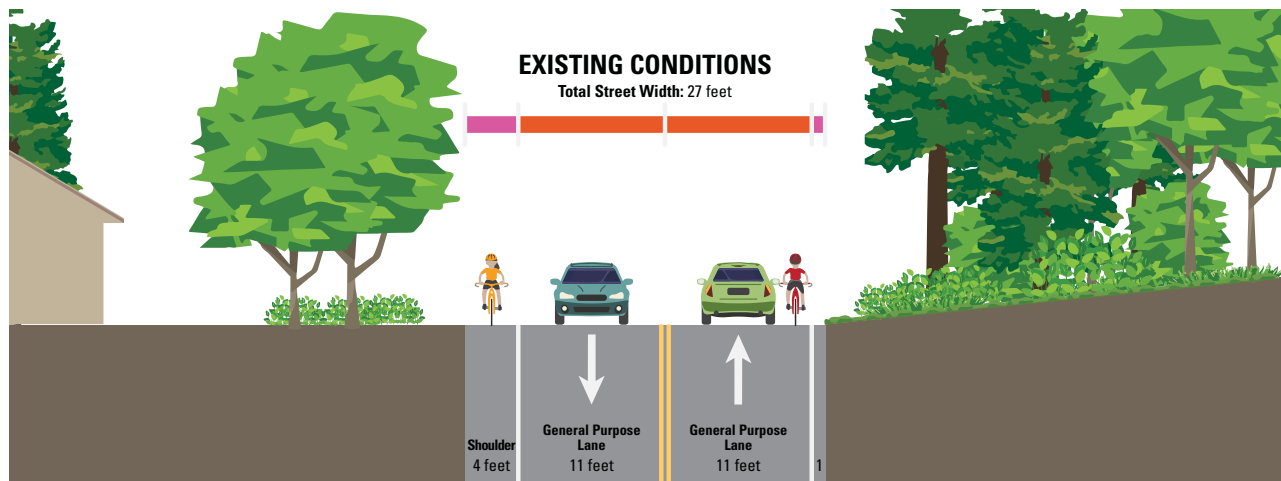 EXISTING CONDITIONS
Total Street Width: 27 feet
Shoulder
4 feet
General Purpose
Lane
11 feet
General Purpose
Lane
11 feet
1